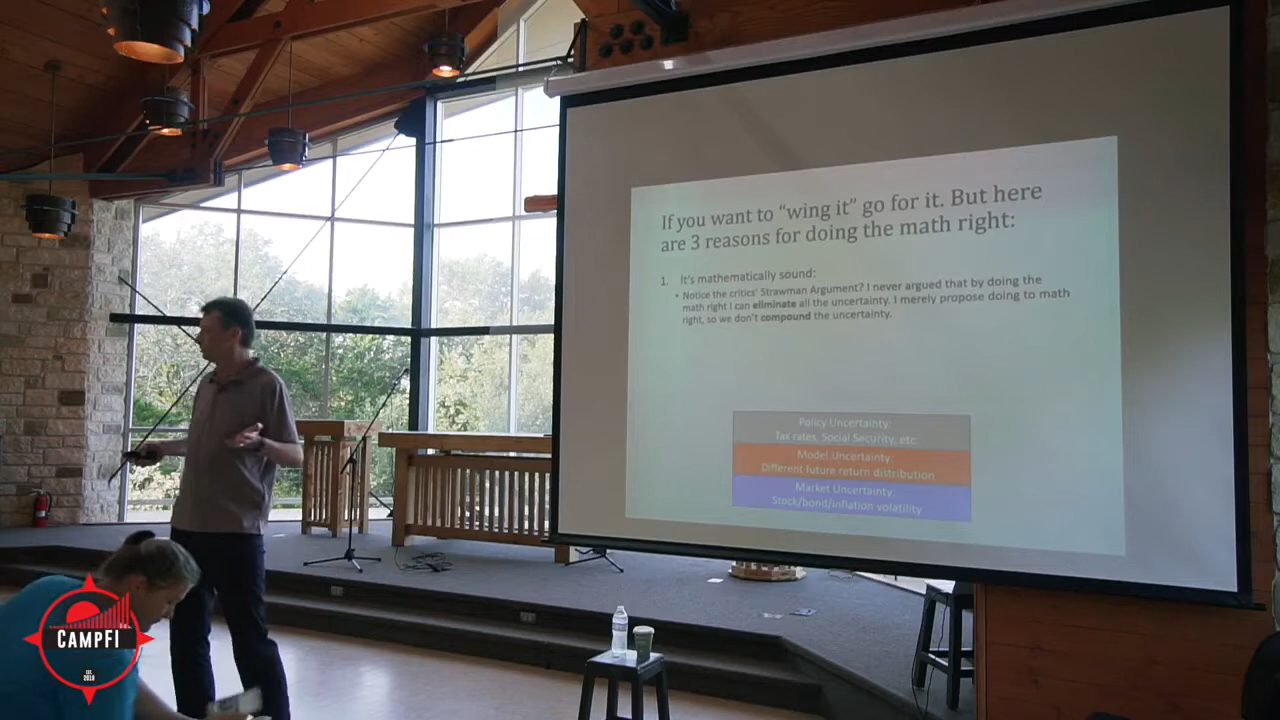 If you want to “wing it” go for it. But here
are 3 reasons for doing the math right:
1. It's mathematically sound:
• Notice the critics' Strawman Argument? I never argued that by doing the
math right I can eliminate all the uncertainty. I merely propose doing to math
right, so we don't compound the uncertainty.
Policy Uncertainty:
Tax rates, Social Security, etc
Model Uncertainty:
Different future return distribution
Market Uncertainty:
Stock/bond/inflation volatility
CAMPFI
EST.
2016